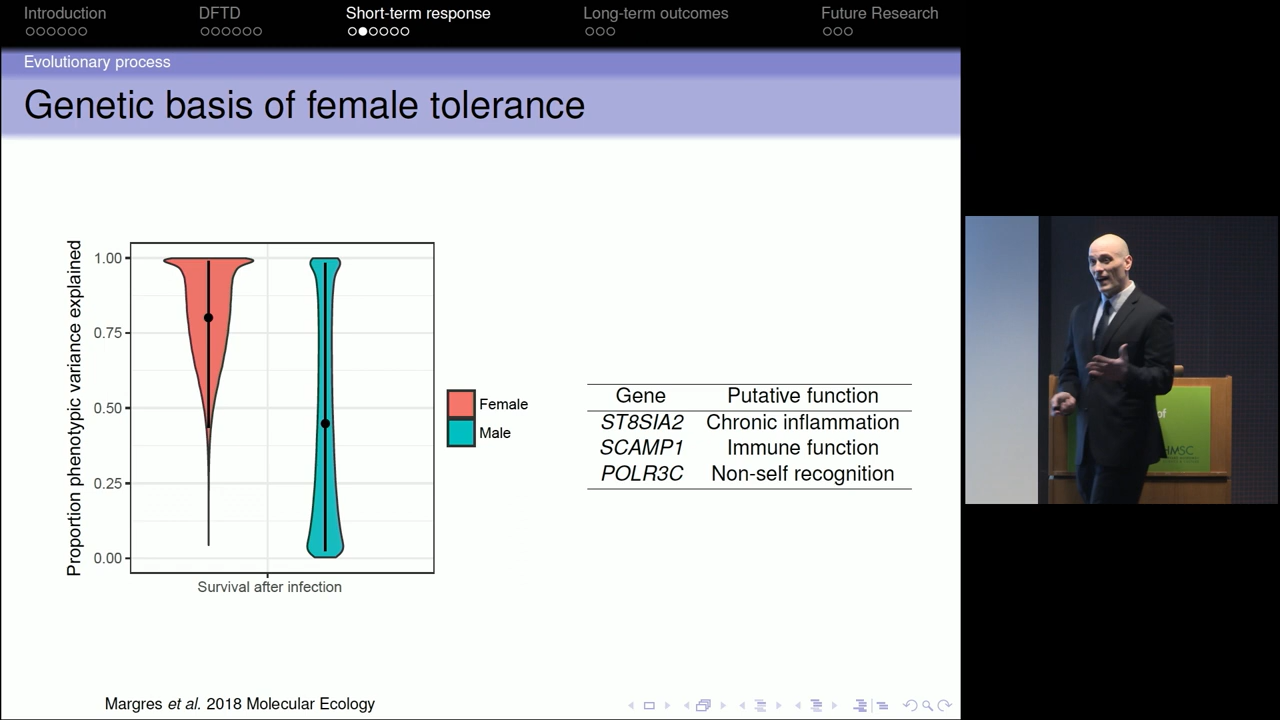 Introduction DFTD Short-term response Long-term outcomes Future Research
Evolutionary process
Genetic basis of female tolerance
Proportion phenotypic variance explained
1.00
0.75
0.50
0.25
0.00
Survival after infection
Female
Male
Gene Putative function
ST8SIA2 Chronic inflammation
SCAMP1 Immune function
POLR3C Non-self recognition
Margres et al. 2018 Molecular Ecology
of
HMSC